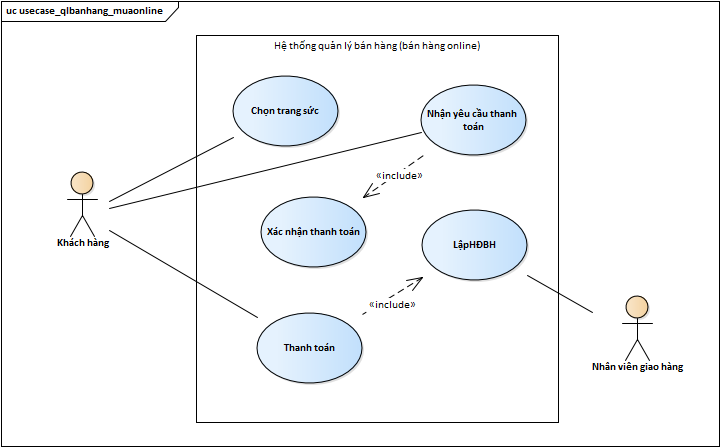 uc usecase_qlbanhang_muaonline
Hệ thống quản lý bán hàng (bán hàng online)
Chọn trang sức
Nhận yêu cầu thanh
toán
«include»
Xác nhận thanh toán
LậpHĐBH
Khách hàng
«include»
Thanh toán
Nhân viên giao hàng